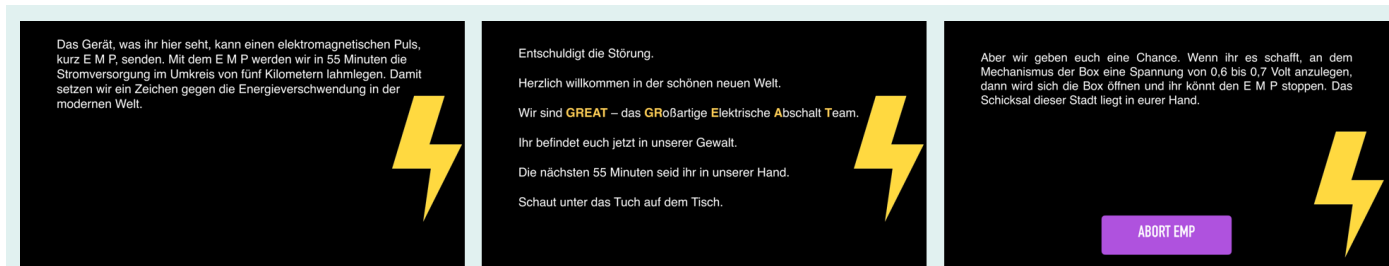 Das Gerät, was ihr hier seht, kann einen elektromagnetischen Puls,
kurz E M P, senden. Mit dem E M P werden wir in 55 Minuten die
Stromversorgung im Umkreis von fünf Kilometern lahmlegen. Damit
setzen wir ein Zeichen gegen die Energieverschwendung in der
modernen Welt.
Entschuldigt die Störung.
Herzlich willkommen in der schönen neuen Welt.
Wir sind GREAT – das GRoßartige Elektrische Abschalt Team.
Ihr befindet euch jetzt in unserer Gewalt.
Die nächsten 55 Minuten seid ihr in unserer Hand.
Schaut unter das Tuch auf dem Tisch.
Aber wir geben euch eine Chance. Wenn ihr es schafft, an dem
Mechanismus der Box eine Spannung von 0,6 bis 0,7 Volt anzulegen,
dann wird sich die Box öffnen und ihr könnt den E M P stoppen. Das
Schicksal dieser Stadt liegt in eurer Hand.
ABORT EMP